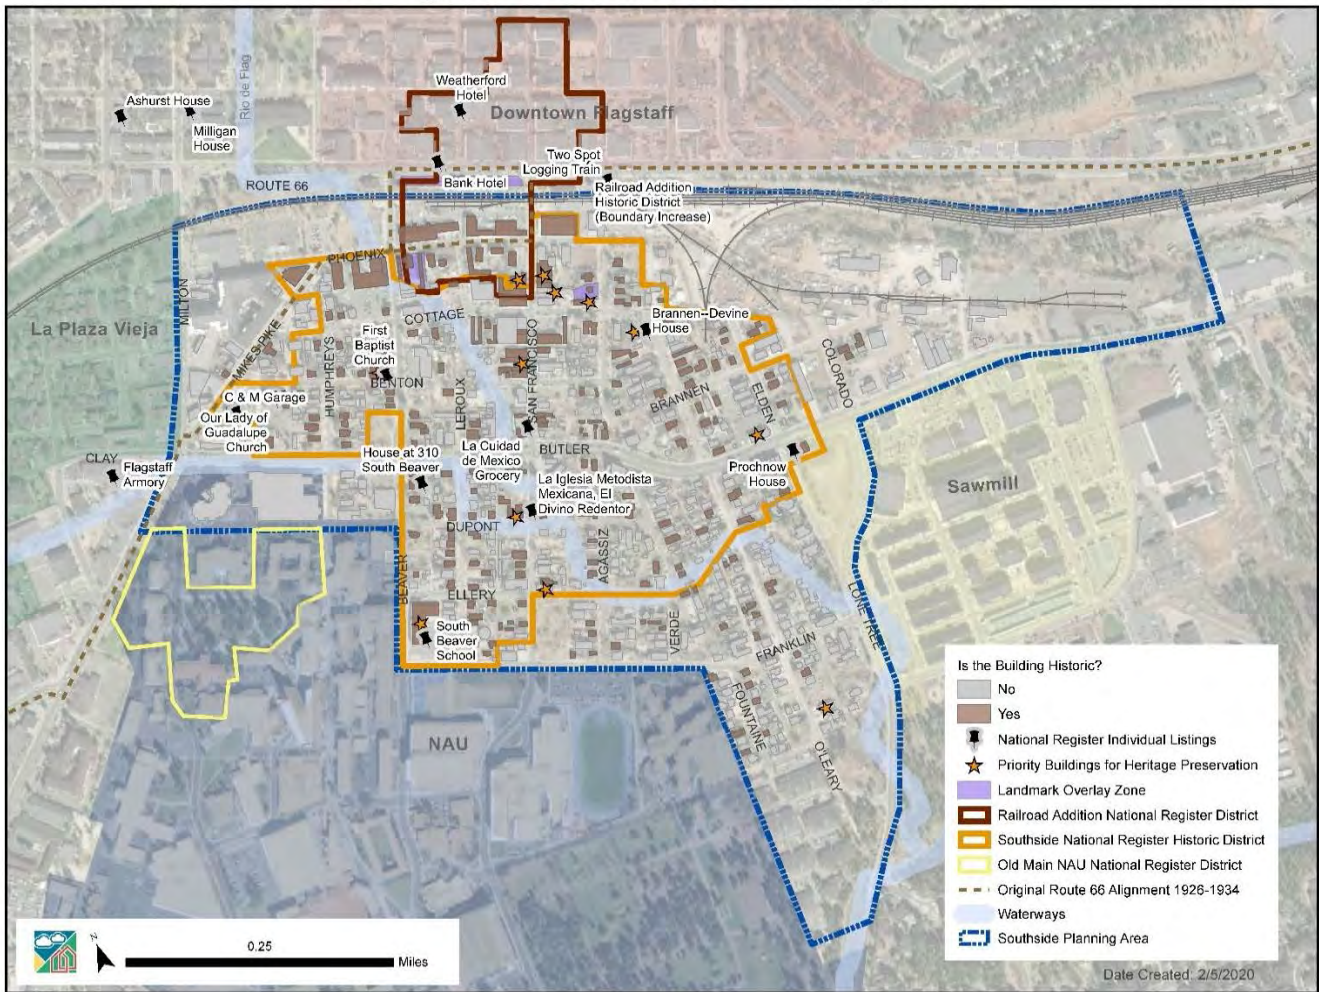 Weatherford
Hotel
Ashurst House
Rio de Flag
Downtown Flagstaff
Milligan
House
Two Spot
Logging Train
Bank Hotel
ROUTE 66
Railroad Addition
Historic District
(Boundary Increase)
PHOENIX
MILTON
La Plaza Vieja
COTTAGE
Brannen--Devine
House
First
Baptist
Church
MIKES PIKE
HUMPHREYS
SAN FRANCISCO
COLORADO
BENTON
LEROUX
BRANNEN
ELDEN
C & M Garage
Our Lady of
Guadalupe
Church
La Cuidad
de Mexico
Grocery
BUTLER
CLAY
House at 310
South Beaver
Flagstaff
Armory
Prochnow
House
Sawmill
La Iglesia Metodista
Mexicana, El
Divino Redentor
DUPONT
AGASSIZ
BEAVER
ELLERY
LONE TREE
South
Beaver
School
VERDE
FRANKLIN
FOUNTAINE
O'LEARY
NAU
Is the Building Historic?
No
Yes
National Register Individual Listings
Priority Buildings for Heritage Preservation
Landmark Overlay Zone
Railroad Addition National Register District
Southside National Register Historic District
Old Main NAU National Register District
Original Route 66 Alignment 1926-1934
Waterways
Southside Planning Area
N
0.25
Miles
Date Created: 2/5/2020